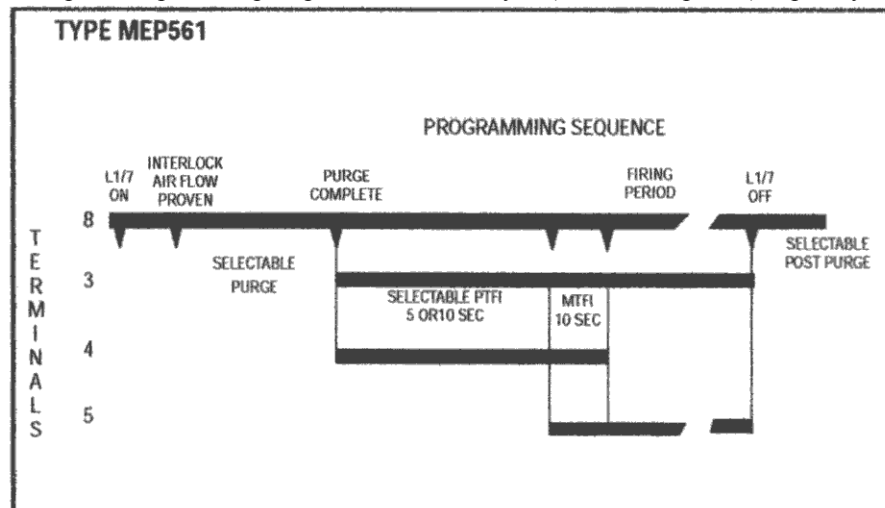 TYPE MEP561
PROGRAMMING SEQUENCE
L1/7
ON
INTERLOCK
AIR FLOW
PROVEN
PURGE
COMPLETE
FIRING
PERIOD
L1/7
OFF
TERMINALS
8
SELECTABLE
PURGE
SELECTABLE
POST PURGE
3
SELECTABLE PTFI
5 OR10 SEC
MTFI
10 SEC
4
5